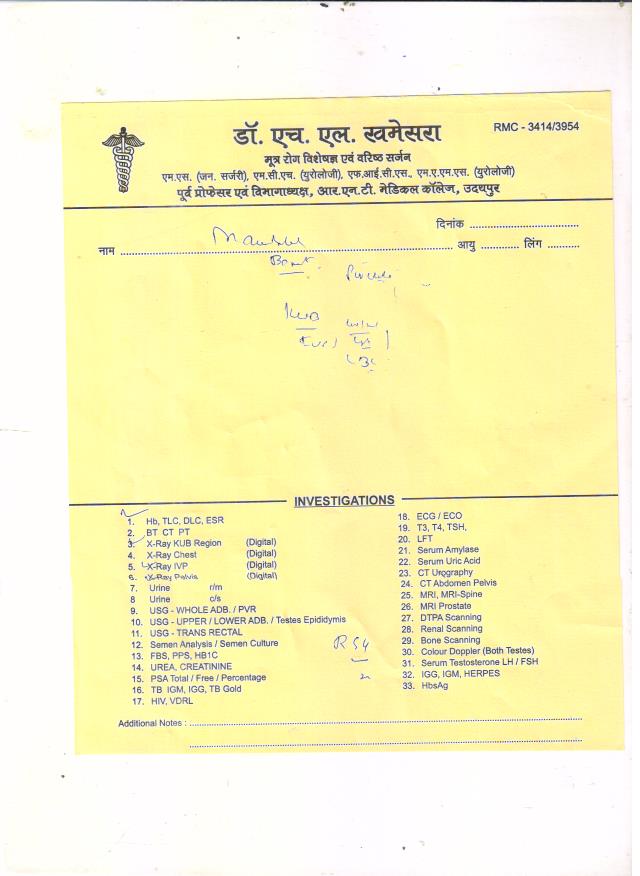 डॉ. एच. एल. खमेसरा
RMC - 3414/3954
मूत्र रोग विशेषज्ञ एवं वरिष्ठ सर्जन
एम.एस. (जन. सर्जरी), एम.सी.एच. (युरोलोजी), एफ.आई.सी.एस., एम.ए.एम.एस. (युरोलोजी)
पूर्व प्रोफेसर एवं विभागाध्यक्ष, आर.एन.टी. मेडिकल कॉलेज, उदयपुर
दिनांक
नाम आयु लिंग
KUB
INVESTIGATIONS
1. Hb, TLC, DLC, ESR
2. BT CT PT
3. X-Ray KUB Region (Digital)
4. X-Ray Chest (Digital)
5. X-Ray IVP (Digital)
6. X-Ray Pelvis (Digital)
7. Urine r/m
8 Urine c/s
9. USG - WHOLE ADB. / PVR
10. USG - UPPER / LOWER ADB. / Testes Epididymis
11. USG - TRANS RECTAL
12. Semen Analysis / Semen Culture
13. FBS, PPS, HB1C
14. UREA, CREATININE
15. PSA Total / Free / Percentage
16. TB IGM, IGG, TB Gold
17. HIV, VDRL
18. ECG / ECO
19. T3, T4, TSH,
20. LFT
21. Serum Amylase
22. Serum Uric Acid
23. CT Urography
24. CT Abdomen Pelvis
25. MRI, MRI-Spine
26. MRI Prostate
27. DTPA Scanning
28. Renal Scanning
29. Bone Scanning
30. Colour Doppler (Both Testes)
31. Serum Testosterone LH / FSH
32. IGG, IGM, HERPES
33. HbsAg
Additional Notes :